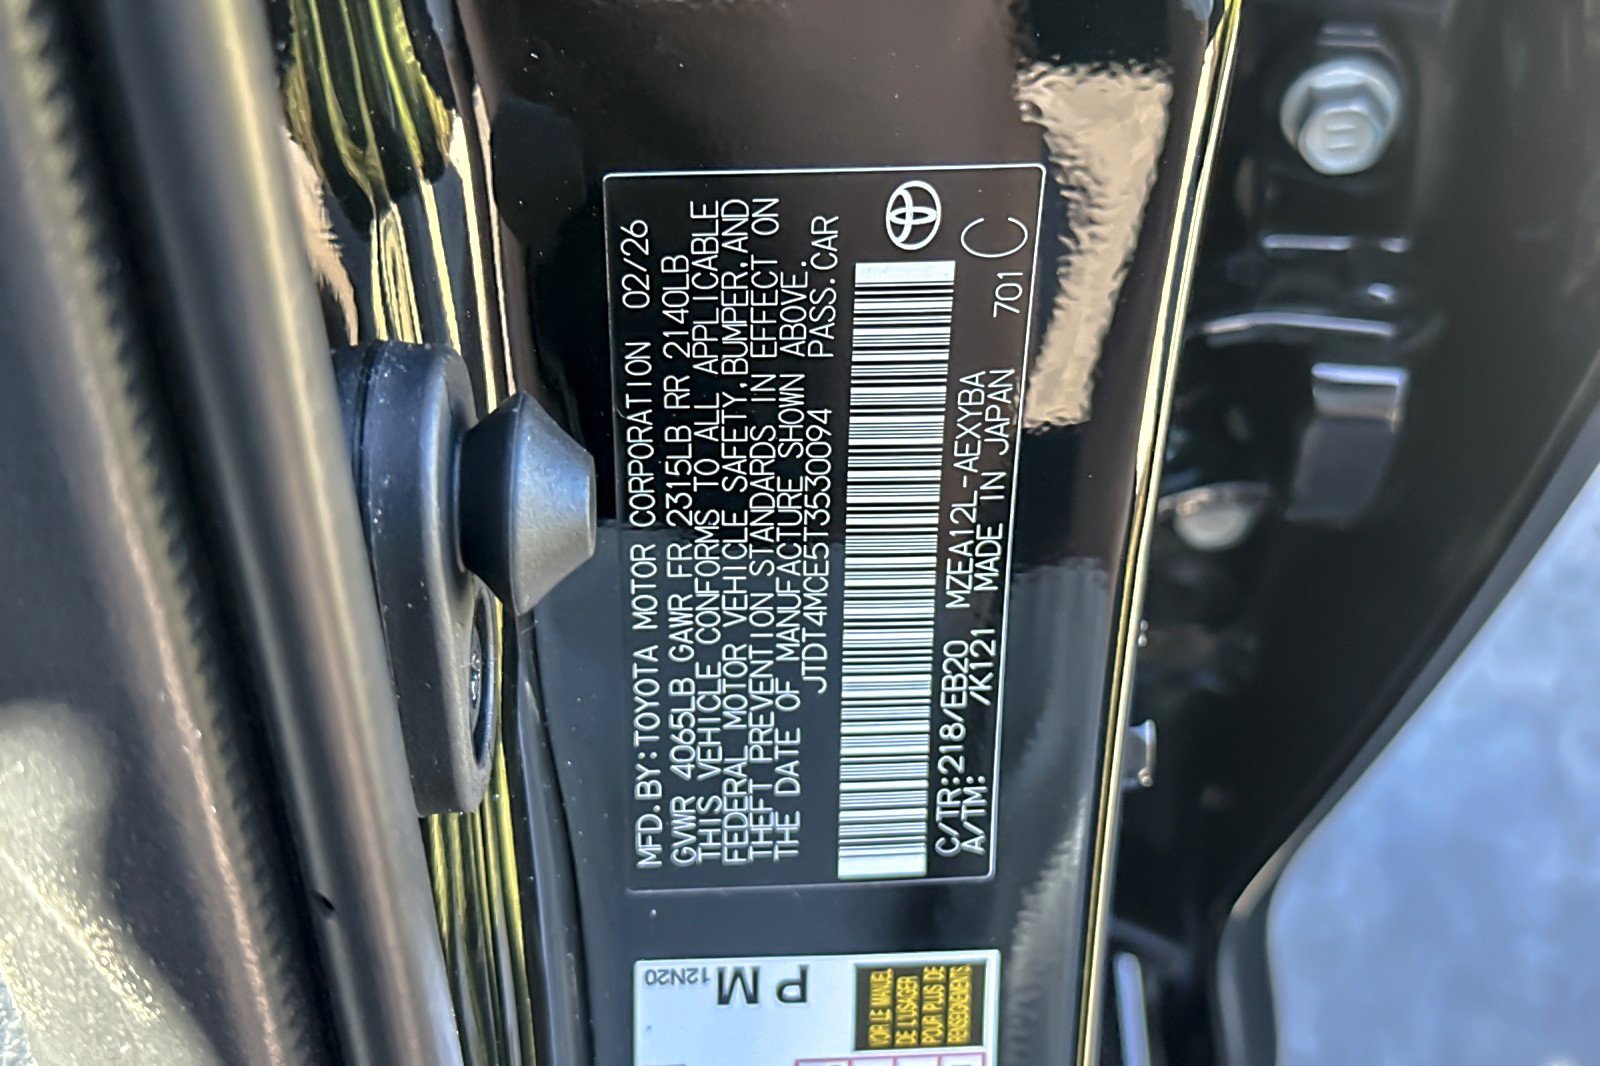 MFD.BY:TOYOTA MOTOR CORPORATION 02/26
GVWR 4065LB GAWR FR 2315LB RR 2140LB
THIS VEHICLE CONFORMS TO ALL APPLICABLE
FEDERAL MOTOR VEHICLE SAFETY,BUMPER,AND
THEFT PREVENTION STANDARDS IN EFFECT ON
THE DATE OF MANUFACTURE SHOWN ABOVE.
JTDT4MCE5T3530094 PASS.CAR
C/TR:218/EB20 MZEA12L-AEXYBA
A/TM: /K121 MADE IN JAPAN 701 C
12N20
PM
VOIR LE MANUEL
DE L'USAGER
POUR PLUS DE
RENSEIGNEMENTS